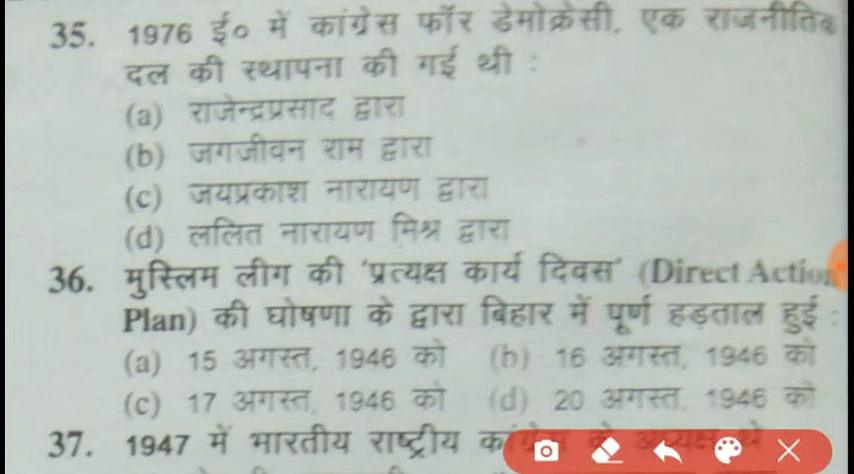 35. 1976 ई० में कांग्रेस फॉर डेमोक्रेसी, एक राजनीतिक
दल की स्थापना की गई थी :
(a) राजेन्द्रप्रसाद द्वारा
(b) जगजीवन राम द्वारा
(c) जयप्रकाश नारायण द्वारा
(d) ललित नारायण मिश्र द्वारा
36. मुस्लिम लीग की 'प्रत्यक्ष कार्य दिवस' (Direct Action
Plan) की घोषणा के द्वारा बिहार में पूर्ण हड़ताल हुई :
(a) 15 अगस्त, 1946 को (b) 16 अगस्त, 1946 को
(c) 17 अगस्त, 1946 को (d) 20 अगस्त, 1946 को
37. 1947 में भारतीय राष्ट्रीय कांग्रेस के अध्यक्ष थे